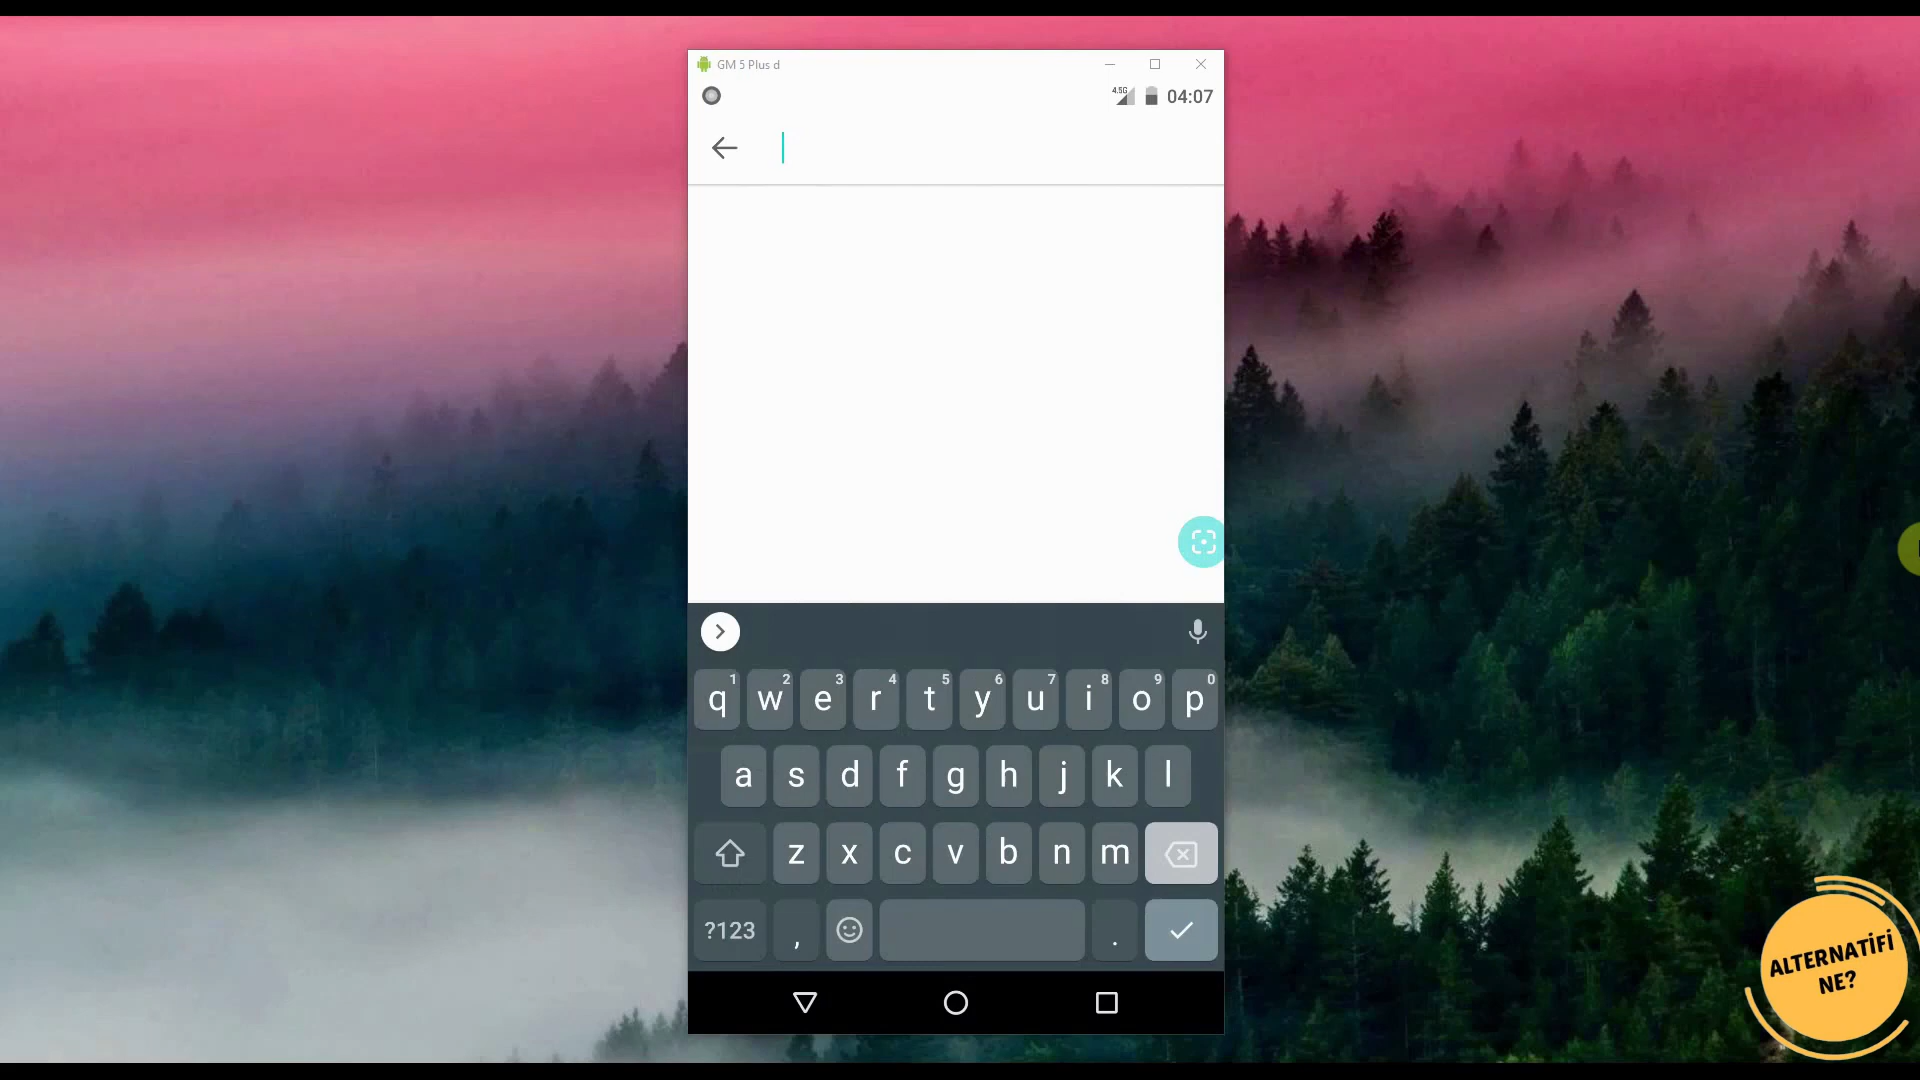 GM 5 Plus d
4.5G 04:07
1 2 3 4 5 6 7 8 9 0
q w e r t y u i o p
a s d f g h j k l
z x c v b n m
?123 , .
ALTERNATİFİ
NE?